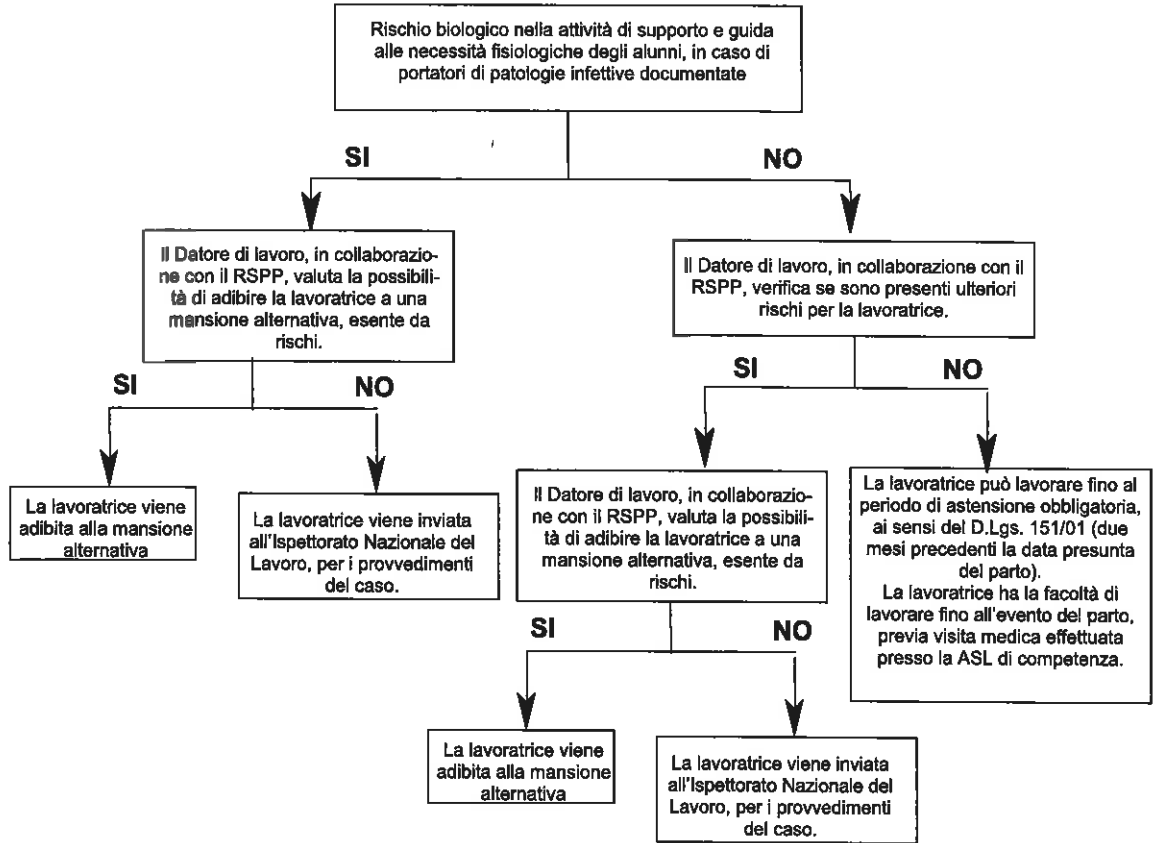 Rischio biologico nella attività di supporto e guida
alle necessità fisiologiche degli alunni, in caso di
portatori di patologie infettive documentate
SI
NO
Il Datore di lavoro, in collaborazio-
ne con il RSPP, valuta la possibili-
tà di adibire la lavoratrice a una
mansione alternativa, esente da
rischi.
Il Datore di lavoro, in collaborazione con il
RSPP, verifica se sono presenti ulteriori
rischi per la lavoratrice.
SI
NO
SI
NO
La lavoratrice viene
adibita alla mansione
alternativa
La lavoratrice viene inviata
all'Ispettorato Nazionale del
Lavoro, per i provvedimenti
del caso.
Il Datore di lavoro, in collaborazio-
ne con il RSPP, valuta la possibili-
tà di adibire la lavoratrice a una
mansione alternativa, esente da
rischi.
La lavoratrice può lavorare fino al
periodo di astensione obbligatoria,
ai sensi del D.Lgs. 151/01 (due
mesi precedenti la data presunta
del parto).
La lavoratrice ha la facoltà di
lavorare fino all'evento del parto,
previa visita medica effettuata
presso la ASL di competenza.
SI
NO
La lavoratrice viene
adibita alla mansione
alternativa
La lavoratrice viene inviata
all'Ispettorato Nazionale del
Lavoro, per i provvedimenti
del caso.